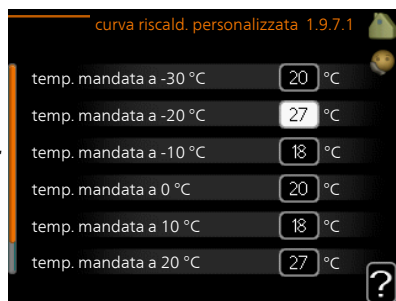 curva riscald. personalizzata 1.9.7.1
temp. mandata a -30 °C 20 °C
temp. mandata a -20 °C 27 °C
temp. mandata a -10 °C 18 °C
temp. mandata a 0 °C 20 °C
temp. mandata a 10 °C 18 °C
temp. mandata a 20 °C 27 °C
?